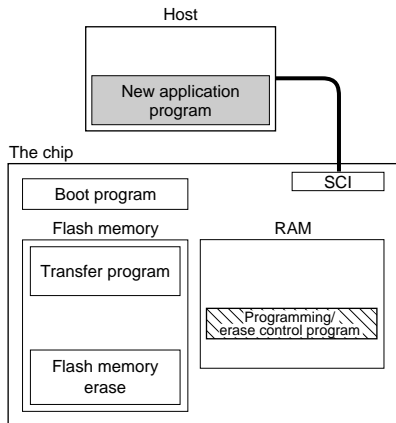 Host
New application
program
The chip
SCI
Boot program
Flash memory
RAM
Transfer program
Programming/
erase control program
Flash memory
erase